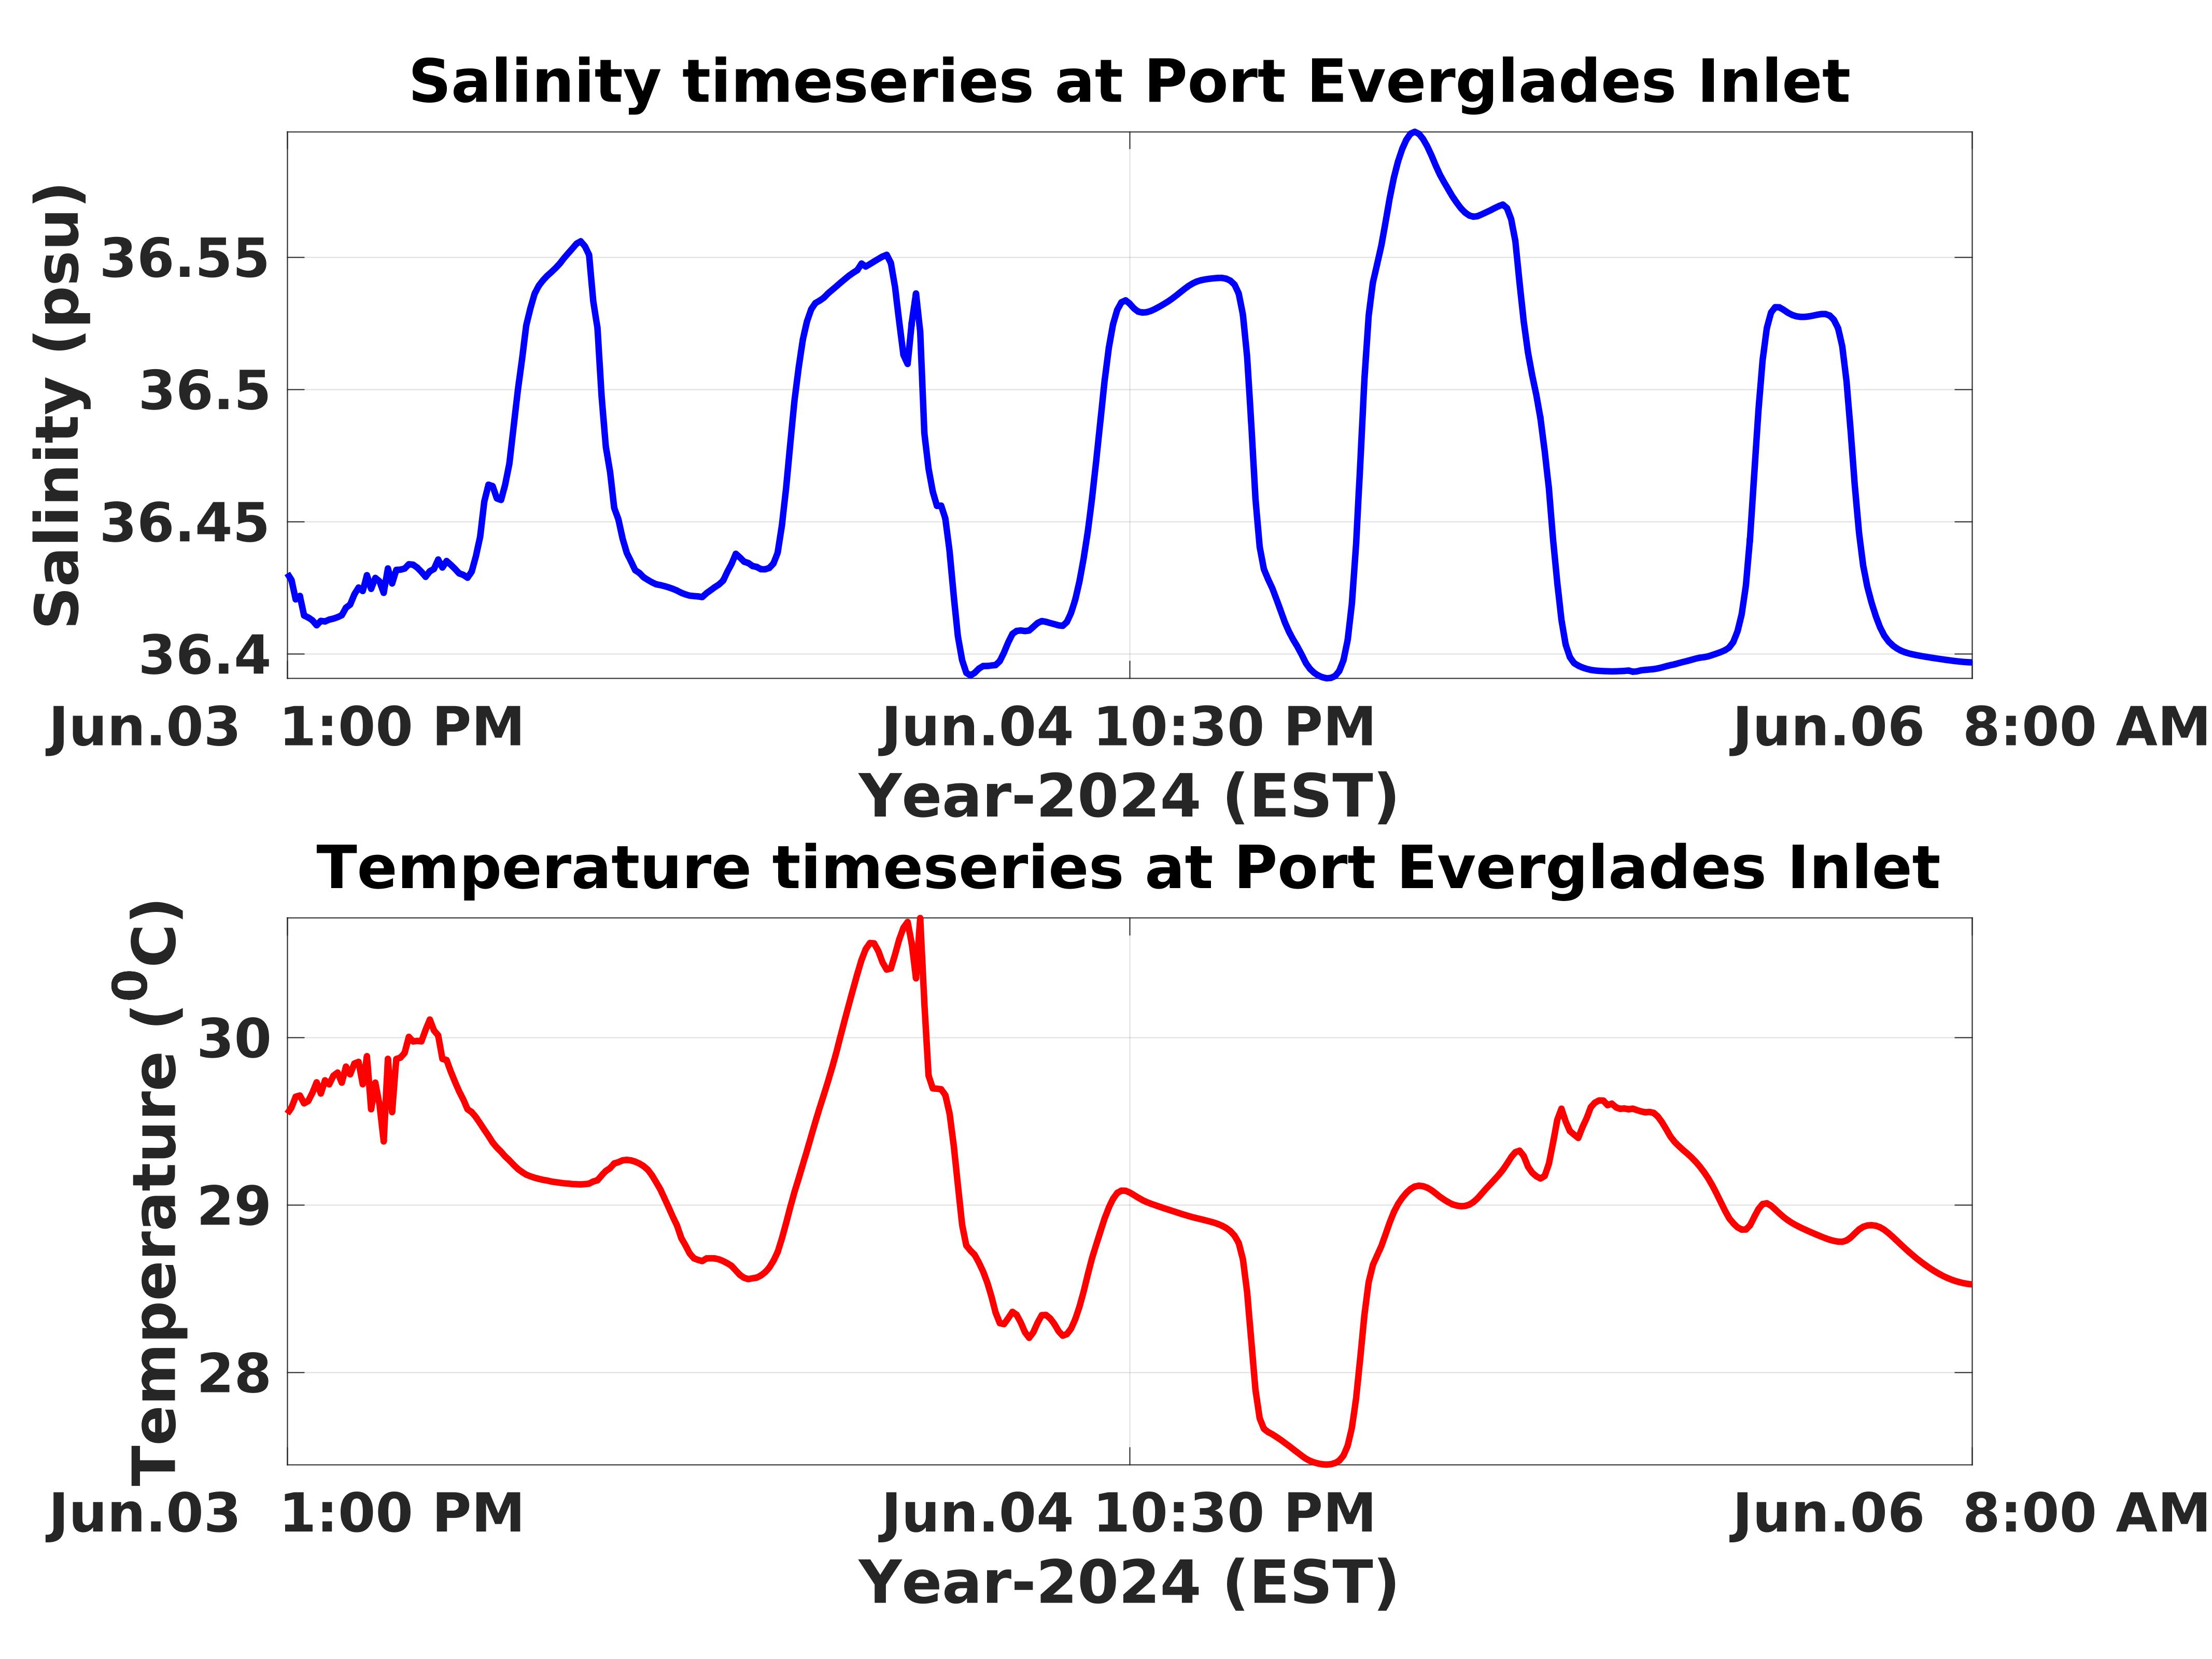 Salinity timeseries at Port Everglades Inlet
Salinity (psu)
36.55
36.5
36.45
36.4
Jun.03  1:00 PM
Jun.04 10:30 PM
Jun.06  8:00 AM
Year-2024 (EST)
Temperature timeseries at Port Everglades Inlet
Temperature (⁰C)
30
29
28
Jun.03  1:00 PM
Jun.04 10:30 PM
Jun.06  8:00 AM
Year-2024 (EST)